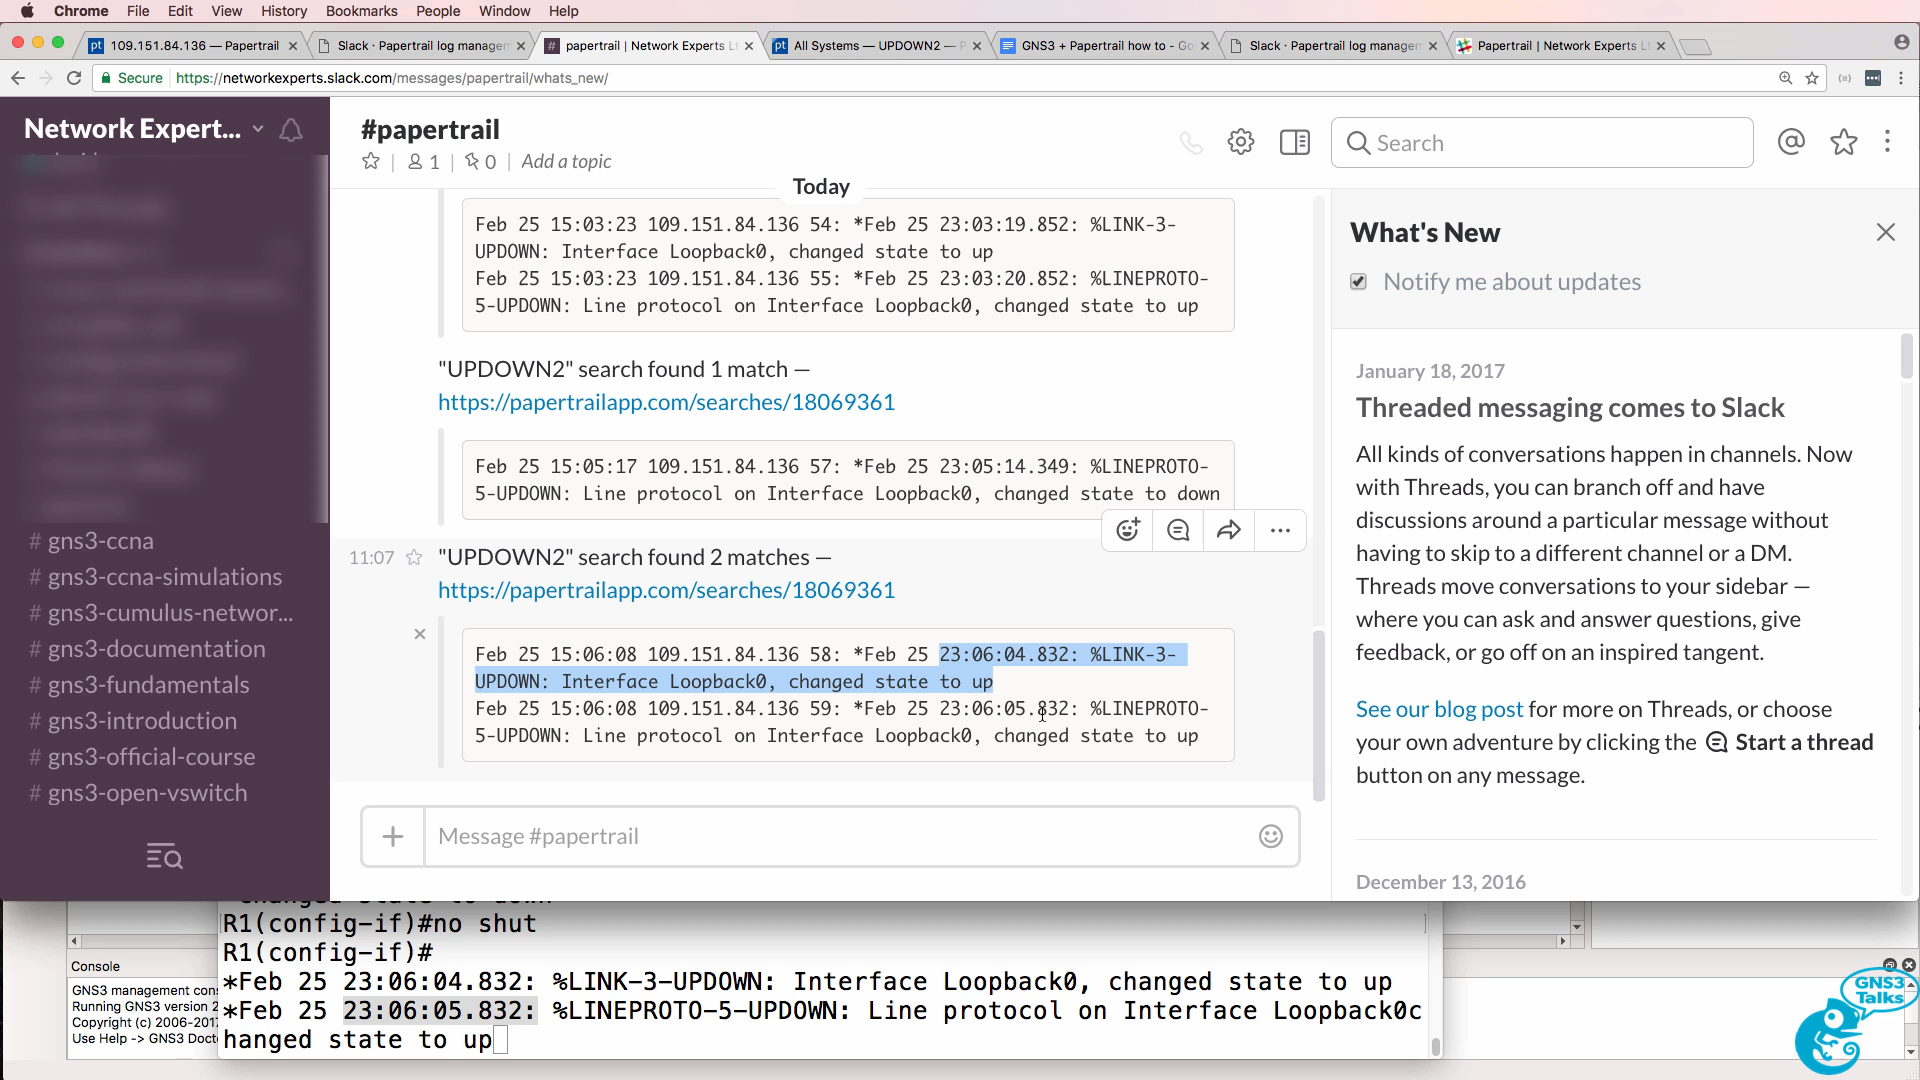 Chrome File Edit View History Bookmarks People Window Help
pt 109.151.84.136 — Papertrail
Slack · Papertrail log managem
papertrail | Network Experts Lt
pt All Systems — UPDOWN2 — P
GNS3 + Papertrail how to - Go
Slack · Papertrail log managem
Papertrail | Network Experts Lt
Secure https://networkexperts.slack.com/messages/papertrail/whats_new/
Network Expert...
# gns3-ccna
# gns3-ccna-simulations
# gns3-cumulus-networ...
# gns3-documentation
# gns3-fundamentals
# gns3-introduction
# gns3-official-course
# gns3-open-vswitch
#papertrail
1 | 0 | Add a topic
Search
Today
Feb 25 15:03:23 109.151.84.136 54: *Feb 25 23:03:19.852: %LINK-3-
UPDOWN: Interface Loopback0, changed state to up
Feb 25 15:03:23 109.151.84.136 55: *Feb 25 23:03:20.852: %LINEPROTO-
5-UPDOWN: Line protocol on Interface Loopback0, changed state to up
"UPDOWN2" search found 1 match —
https://papertrailapp.com/searches/18069361
Feb 25 15:05:17 109.151.84.136 57: *Feb 25 23:05:14.349: %LINEPROTO-
5-UPDOWN: Line protocol on Interface Loopback0, changed state to down
11:07 "UPDOWN2" search found 2 matches —
https://papertrailapp.com/searches/18069361
Feb 25 15:06:08 109.151.84.136 58: *Feb 25 23:06:04.832: %LINK-3-
UPDOWN: Interface Loopback0, changed state to up
Feb 25 15:06:08 109.151.84.136 59: *Feb 25 23:06:05.832: %LINEPROTO-
5-UPDOWN: Line protocol on Interface Loopback0, changed state to up
Message #papertrail
What's New
Notify me about updates
January 18, 2017
Threaded messaging comes to Slack
All kinds of conversations happen in channels. Now
with Threads, you can branch off and have
discussions around a particular message without
having to skip to a different channel or a DM.
Threads move conversations to your sidebar —
where you can ask and answer questions, give
feedback, or go off on an inspired tangent.
See our blog post for more on Threads, or choose
your own adventure by clicking the Start a thread
button on any message.
December 13, 2016
Console
GNS3 management cons
Running GNS3 version 2
Copyright (c) 2006-201
Use Help -> GNS3 Doct
changed state to down
R1(config-if)#no shut
R1(config-if)#
*Feb 25 23:06:04.832: %LINK-3-UPDOWN: Interface Loopback0, changed state to up
*Feb 25 23:06:05.832: %LINEPROTO-5-UPDOWN: Line protocol on Interface Loopback0c
hanged state to up
GNS3
Talks